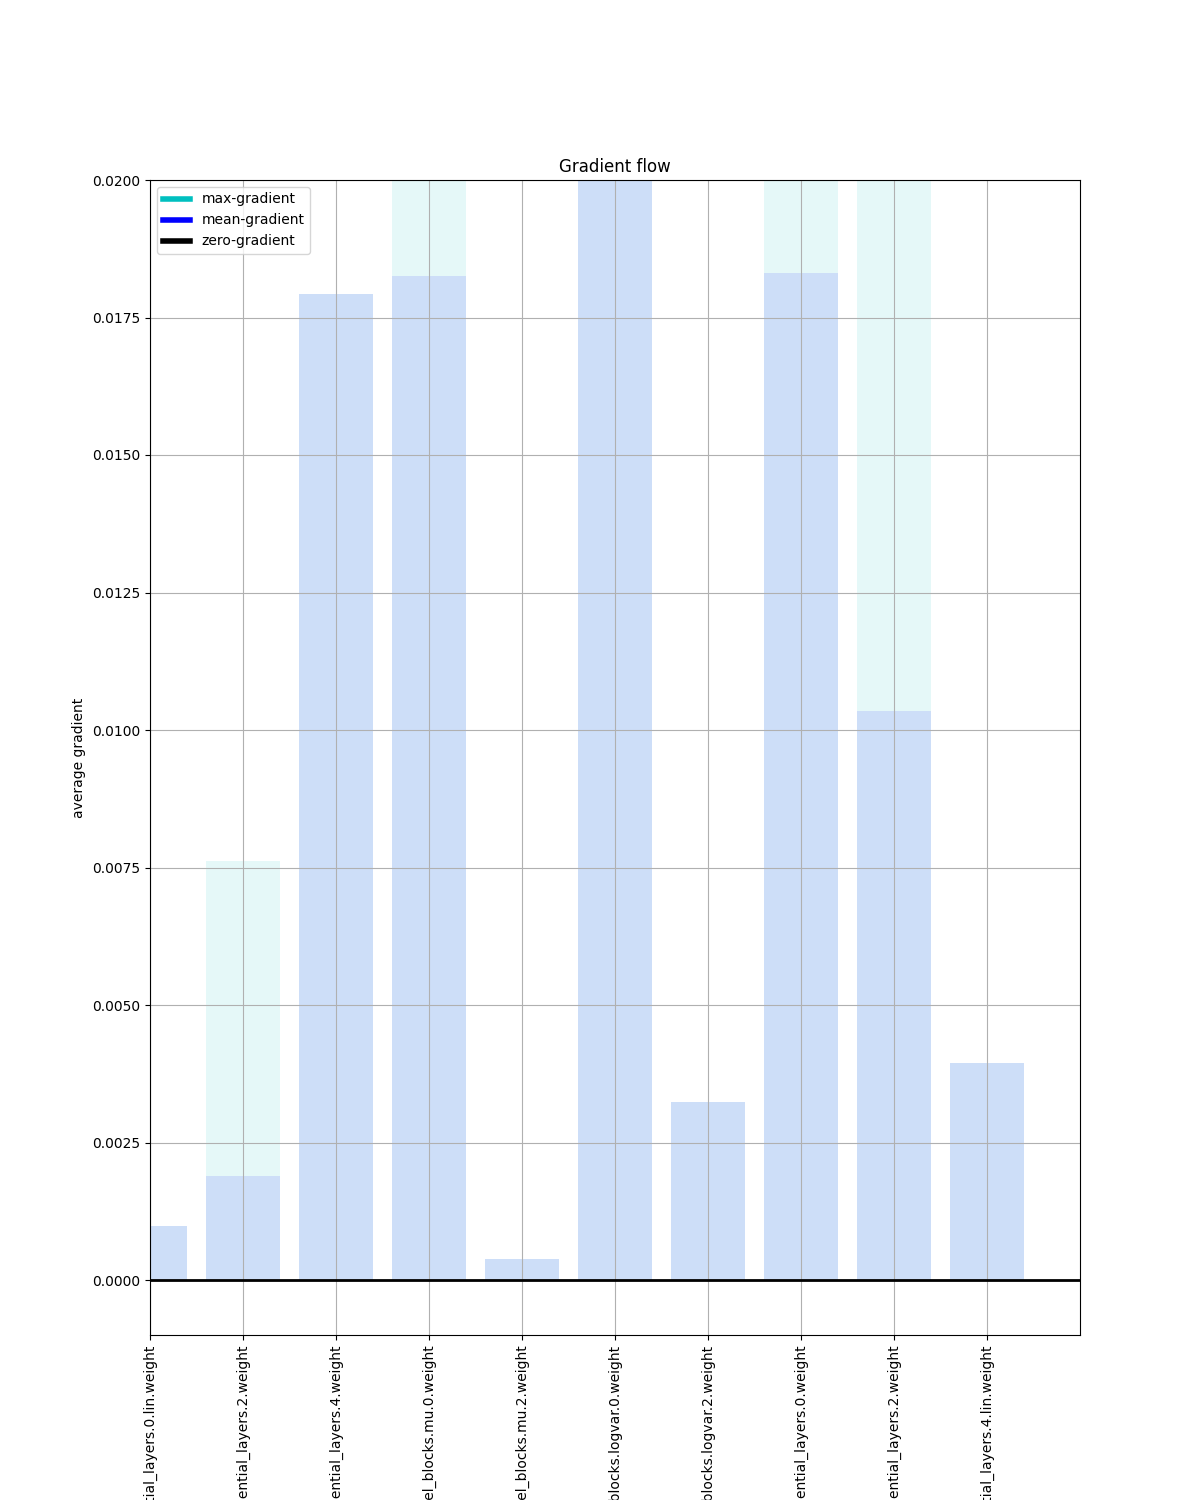 Gradient flow
max-gradient
mean-gradient
zero-gradient
0.0200
0.0175
0.0150
0.0125
0.0100
0.0075
0.0050
0.0025
0.0000
average gradient
tial_layers.0.lin.weight
ential_layers.2.weight
ential_layers.4.weight
el_blocks.mu.0.weight
el_blocks.mu.2.weight
blocks.logvar.0.weight
blocks.logvar.2.weight
ential_layers.0.weight
ential_layers.2.weight
tial_layers.4.lin.weight